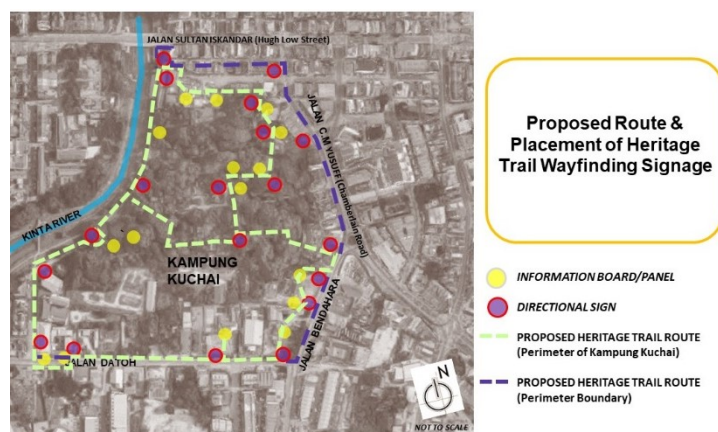 JALAN SULTAN ISKANDAR (Hugh Low Street)
JALAN C.M YUSUFF (Chamberlain Road)
KINTA RIVER
KAMPUNG
KUCHAI
JALAN BENDAHARA
JALAN DATOH
N
NOT TO SCALE
Proposed Route &
Placement of Heritage
Trail Wayfinding Signage
INFORMATION BOARD/PANEL
DIRECTIONAL SIGN
PROPOSED HERITAGE TRAIL ROUTE
(Perimeter of Kampung Kuchai)
PROPOSED HERITAGE TRAIL ROUTE
(Perimeter Boundary)